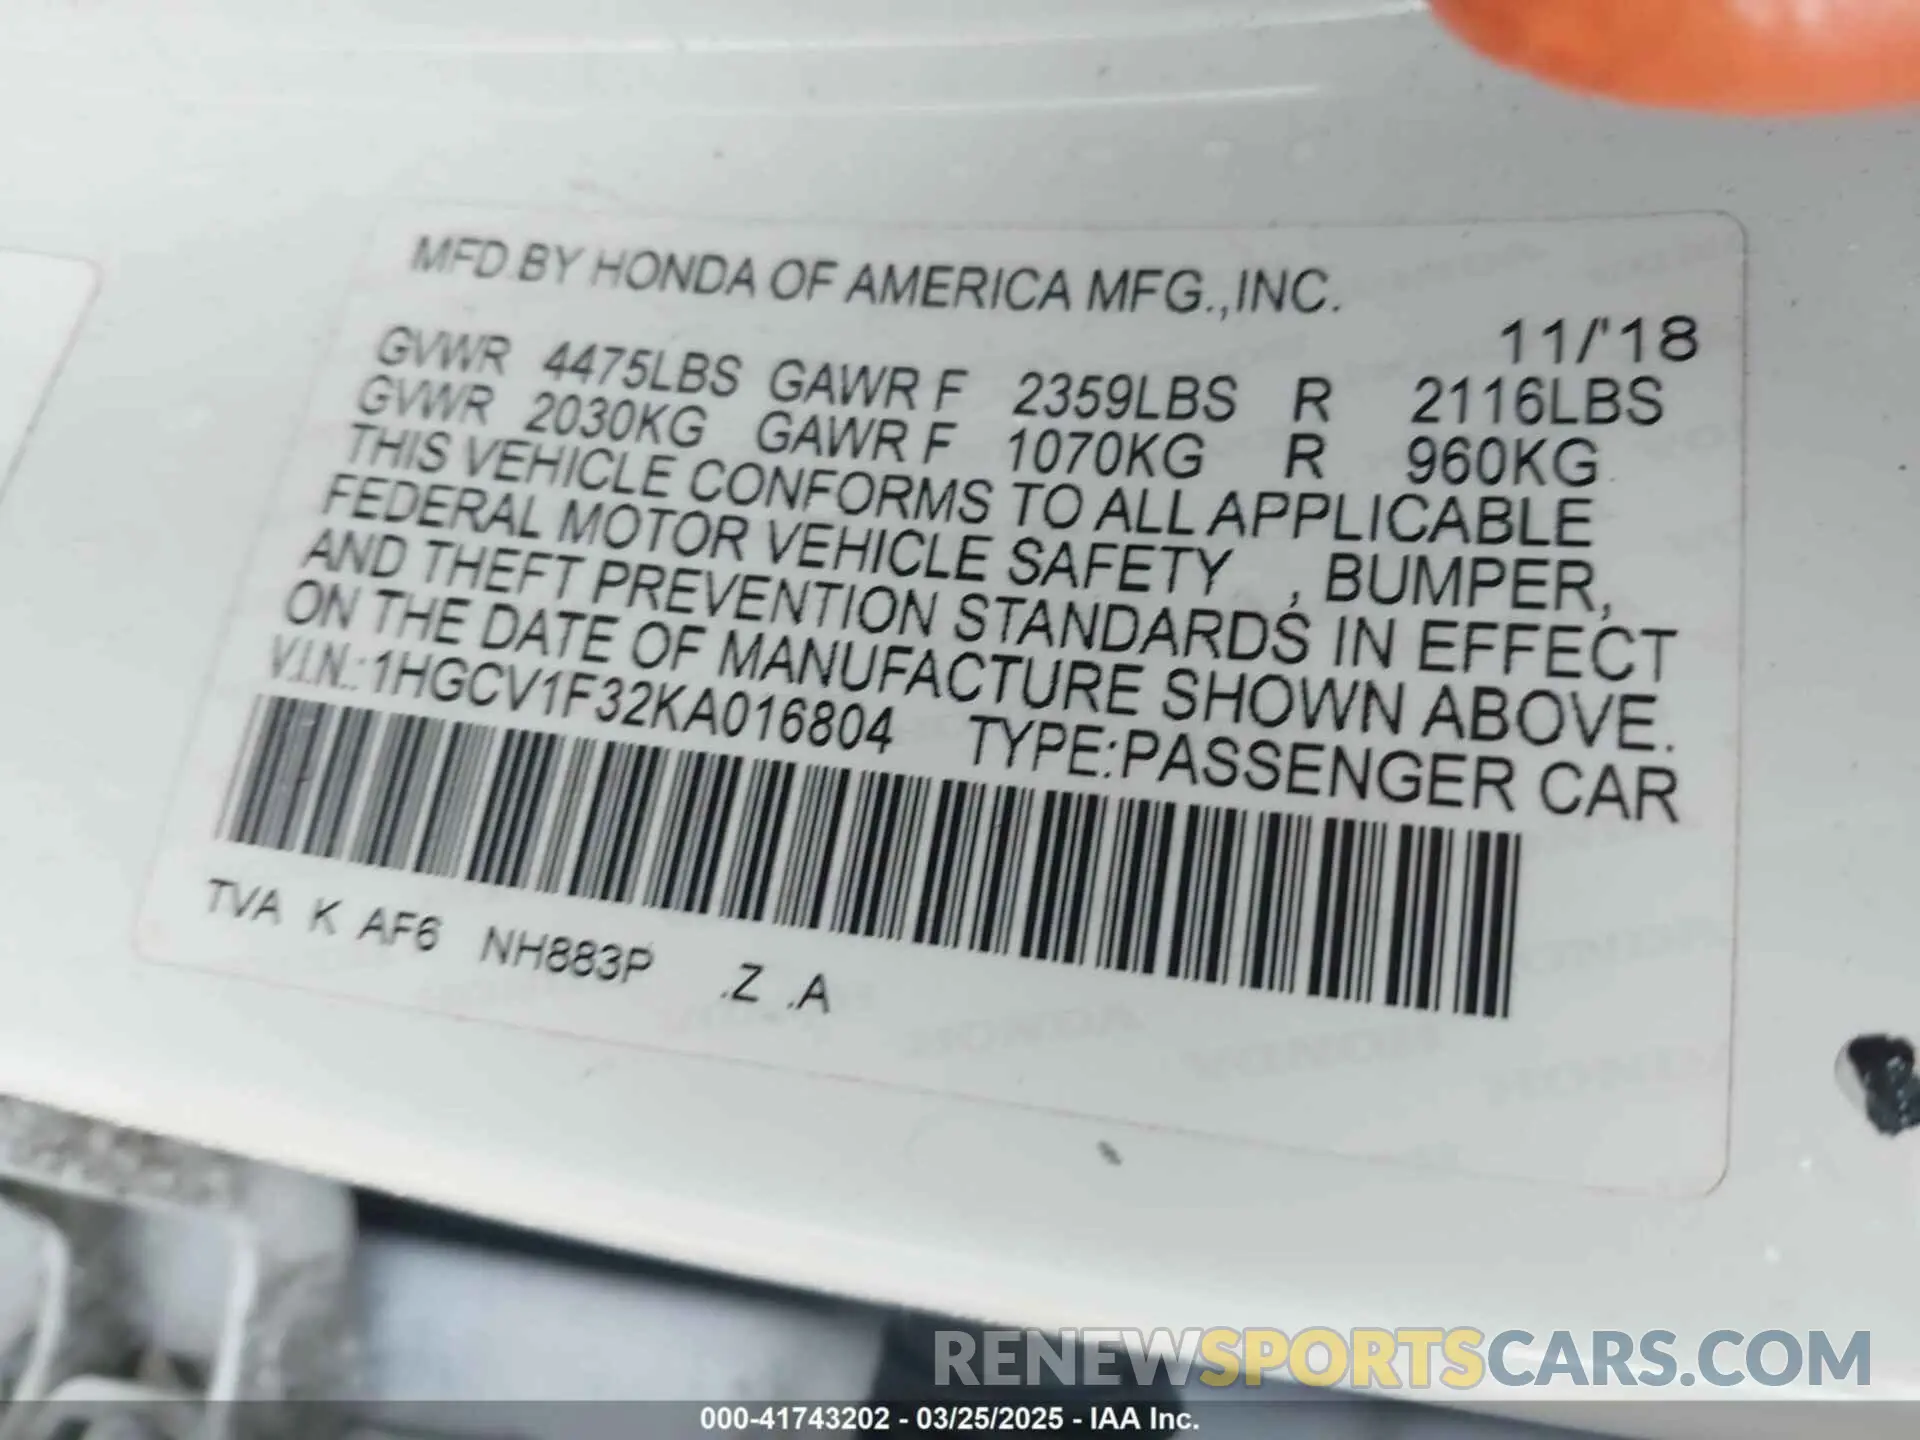 MFD.BY HONDA OF AMERICA MFG.,INC.
11/'18
GVWR 4475LBS GAWR F 2359LBS R 2116LBS
GVWR 2030KG GAWR F 1070KG R 960KG
THIS VEHICLE CONFORMS TO ALL APPLICABLE
FEDERAL MOTOR VEHICLE SAFETY , BUMPER,
AND THEFT PREVENTION STANDARDS IN EFFECT
ON THE DATE OF MANUFACTURE SHOWN ABOVE.
V.I.N.:1HGCV1F32KA016804 TYPE:PASSENGER CAR
TVA K AF6 NH883P .Z .A
RENEWSPORTSCARS.COM
000-41743202 - 03/25/2025 - IAA Inc.